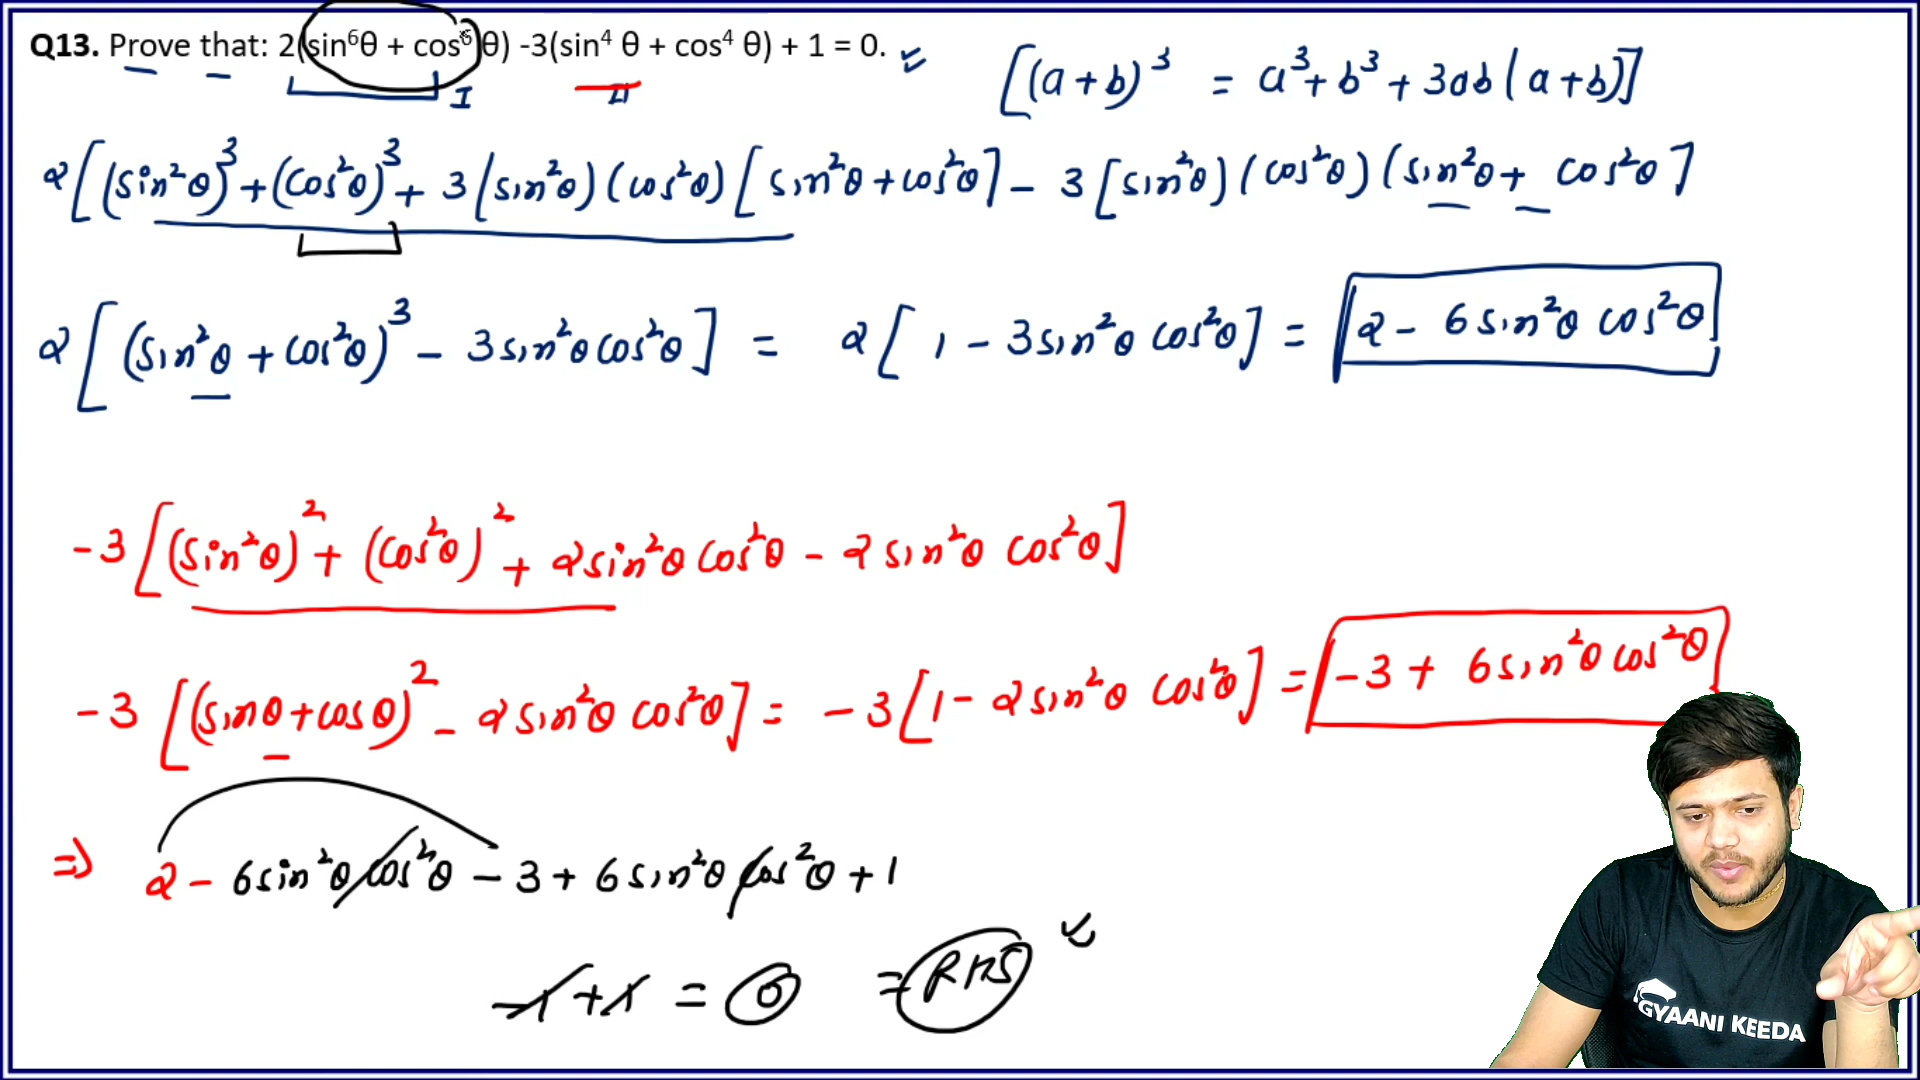 Q13. Prove that: 2(sin⁶θ + cos⁶θ) -3(sin⁴ θ + cos⁴ θ) + 1 = 0.
I II
[(a+b)³ = a³+b³+3ab(a+b)]
2[(sin²θ)³+(cos²θ)³+3(sin²θ)(cos²θ)[sin²θ+cos²θ]-3[sin²θ)(cos²θ)(sin²θ+cos²θ]
2[(sin²θ+cos²θ)³-3sin²θcos²θ] = 2[1-3sin²θ cos²θ] = 2-6sin²θ cos²θ
-3[(sin²θ)²+(cos²θ)²+2sin²θ cos²θ-2sin²θ cos²θ]
-3[(sinθ+cosθ)²-2sin²θ cos²θ] = -3[1-2sin²θ cos²θ] = -3+6sin²θ cos²θ
⇒ 2-6sin²θ cos²θ-3+6sin²θ cos²θ+1
-1+1 = 0 = RHS
GYAANI KEEDA